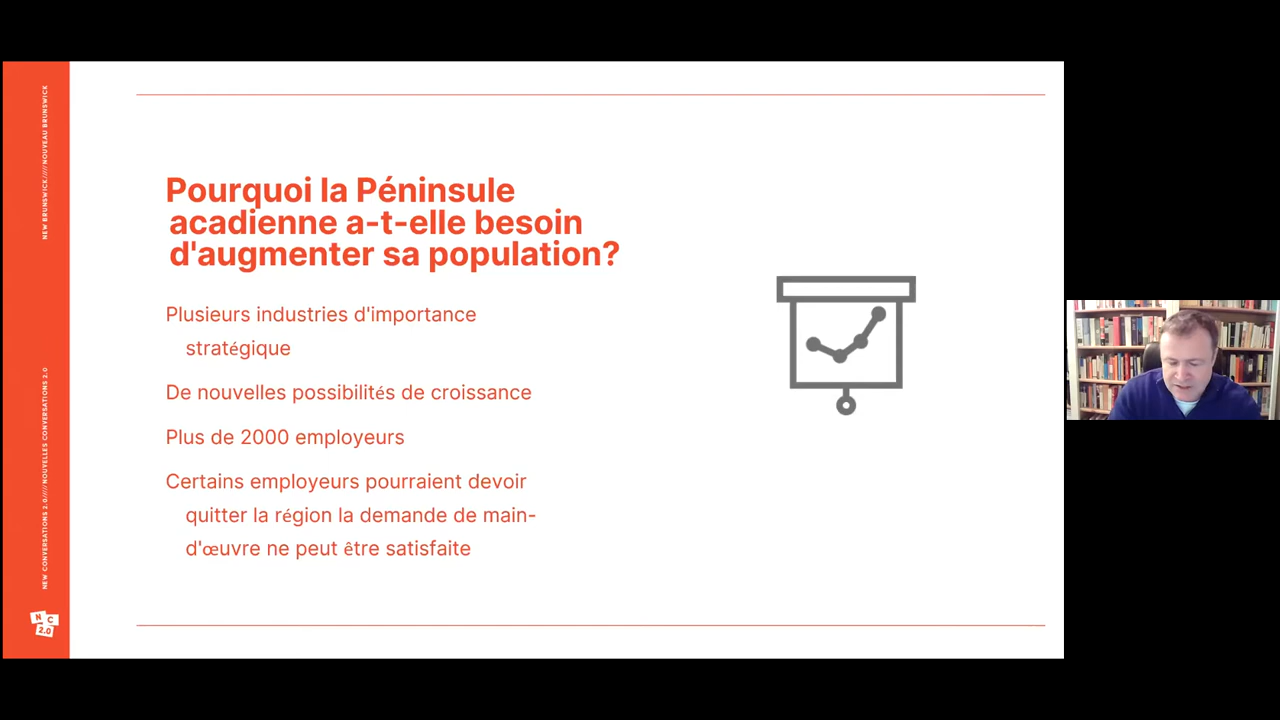 NEW BRUNSWICK////NOUVEAU BRUNSWICK
Pourquoi la Péninsule
acadienne a-t-elle besoin
d'augmenter sa population?
Plusieurs industries d'importance
stratégique
De nouvelles possibilités de croissance
Plus de 2000 employeurs
Certains employeurs pourraient devoir
quitter la région la demande de main-
d'œuvre ne peut être satisfaite
NEW CONVERSATIONS 2.0////NOUVELLES CONVERSATIONS 2.0
N C
2.0